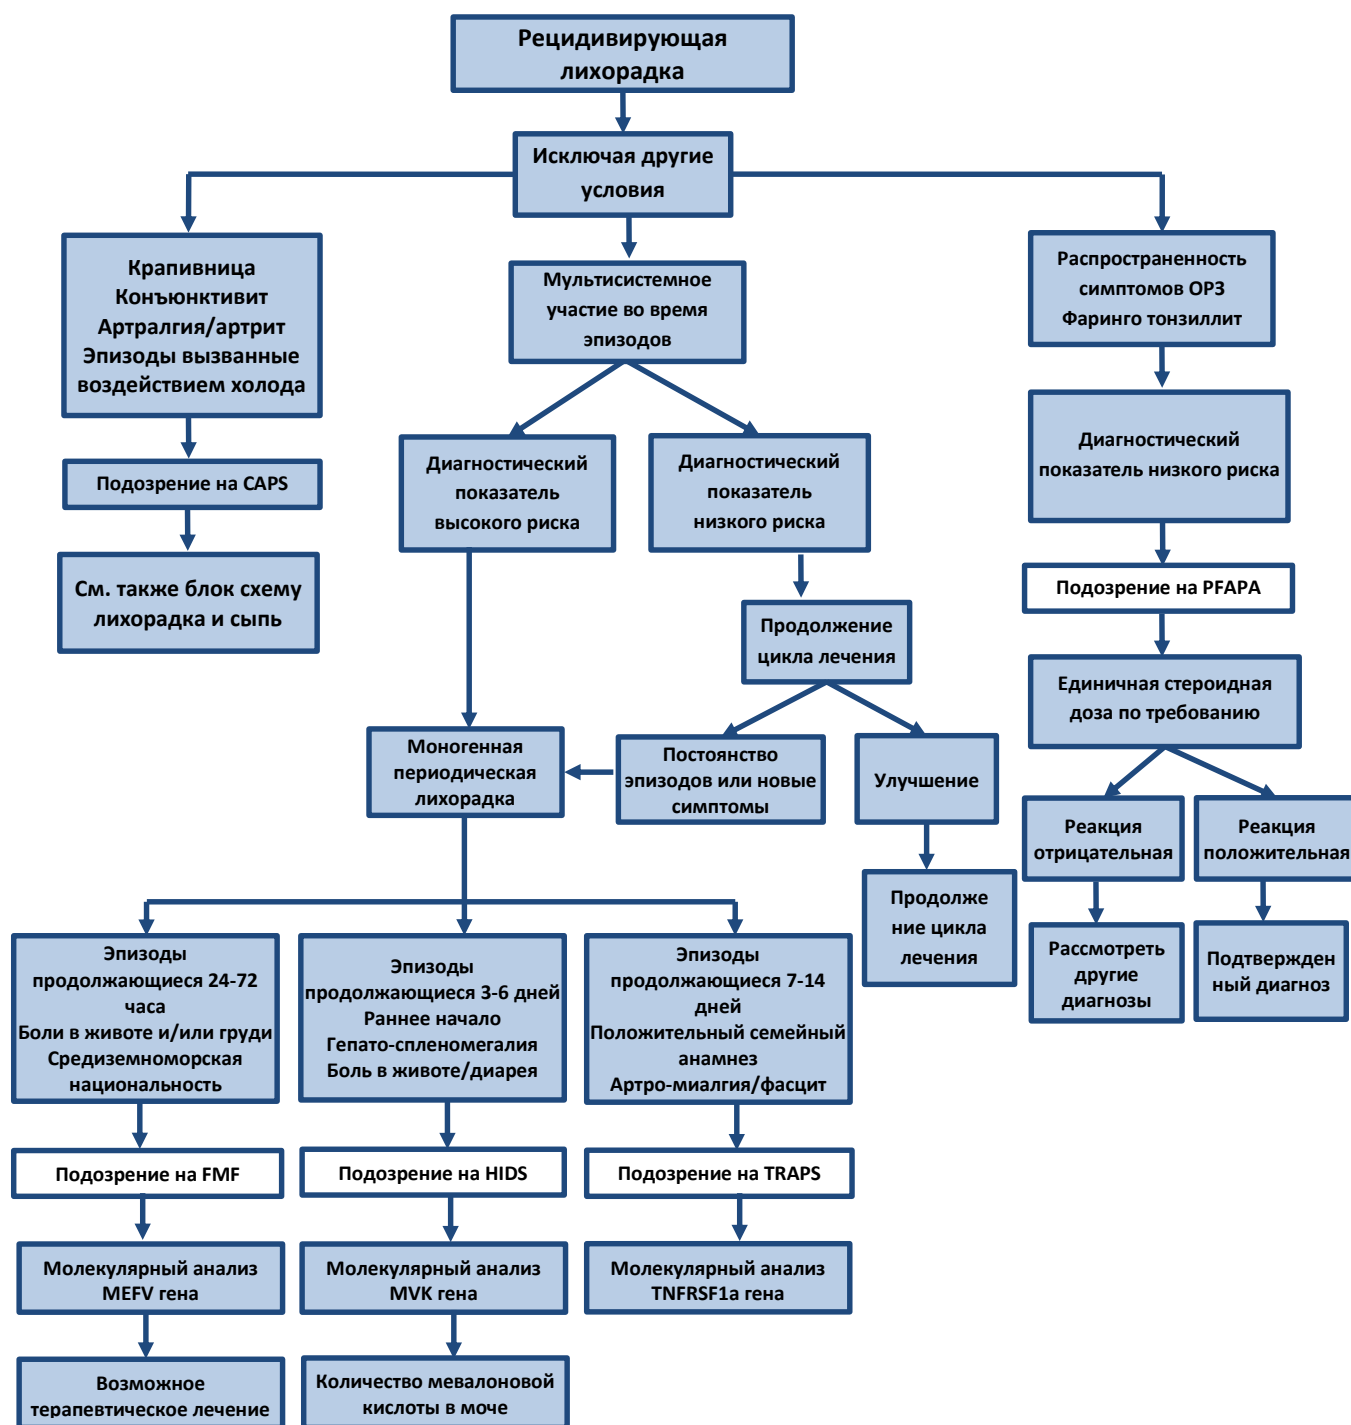 Рецидивирующая
лихорадка
Исключая другие
условия
Крапивница
Конъюнктивит
Артралгия/артрит
Эпизоды вызванные
воздействием холода
Подозрение на CAPS
См. также блок схему
лихорадка и сыпь
Мультисистемное
участие во время
эпизодов
Диагностический
показатель
высокого риска
Диагностический
показатель
низкого риска
Продолжение
цикла лечения
Моногенная
периодическая
лихорадка
Постоянство
эпизодов или новые
симптомы
Улучшение
Продолже
ние цикла
лечения
Распространенность
симптомов ОРЗ
Фаринго тонзиллит
Диагностический
показатель низкого риска
Подозрение на PFAPA
Единичная стероидная
доза по требованию
Реакция
отрицательная
Реакция
положительная
Рассмотреть
другие
диагнозы
Подтвержден
ный диагноз
Эпизоды
продолжающиеся 24-72
часа
Боли в животе и/или груди
Средиземноморская
национальность
Подозрение на FMF
Молекулярный анализ
MEFV гена
Возможное
терапевтическое лечение
Эпизоды
продолжающиеся 3-6 дней
Раннее начало
Гепато-спленомегалия
Боль в животе/диарея
Подозрение на HIDS
Молекулярный анализ
MVK гена
Количество мевалоновой
кислоты в моче
Эпизоды
продолжающиеся 7-14
дней
Положительный семейный
анамнез
Артро-миалгия/фасцит
Подозрение на TRAPS
Молекулярный анализ
TNFRSF1a гена